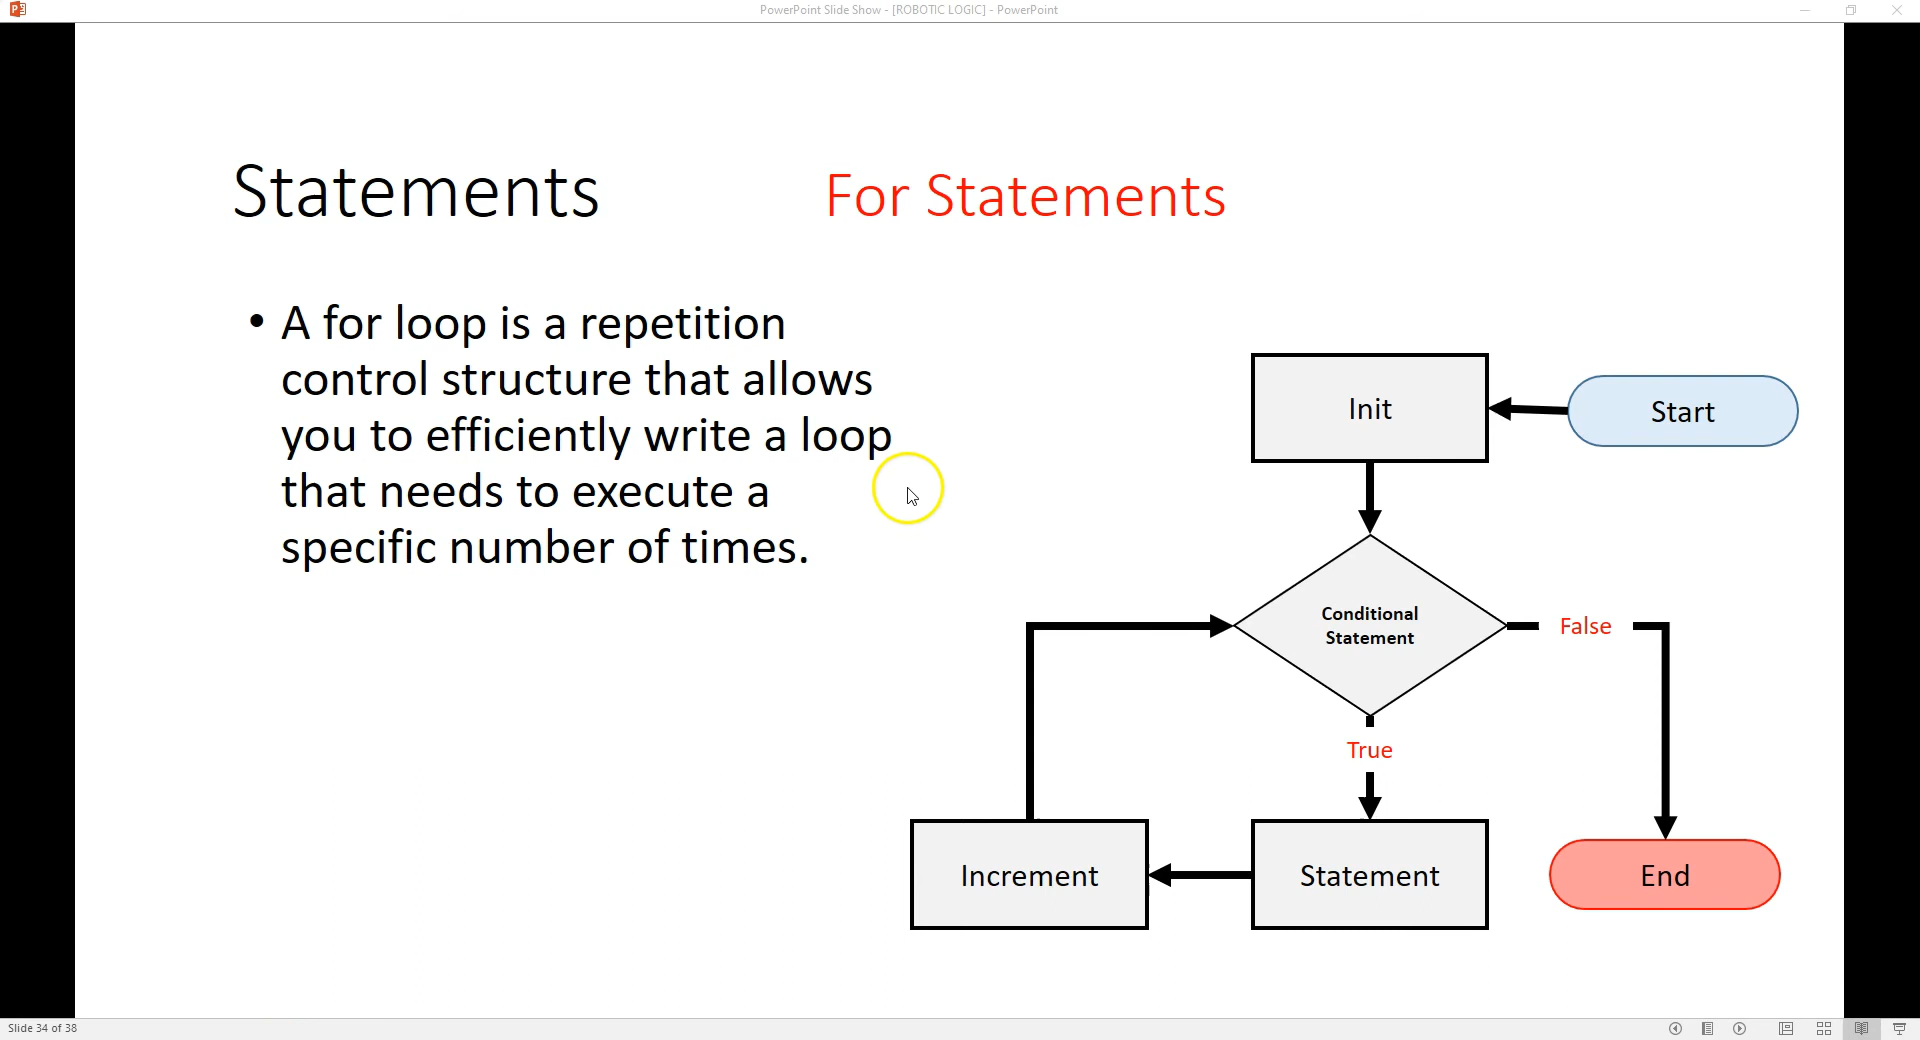 PowerPoint Slide Show - [ROBOTIC LOGIC] - PowerPoint
Statements
For Statements
• A for loop is a repetition
control structure that allows
you to efficiently write a loop
that needs to execute a
specific number of times.
Init
Start
Conditional
Statement
False
True
Increment
Statement
End
Slide 34 of 38